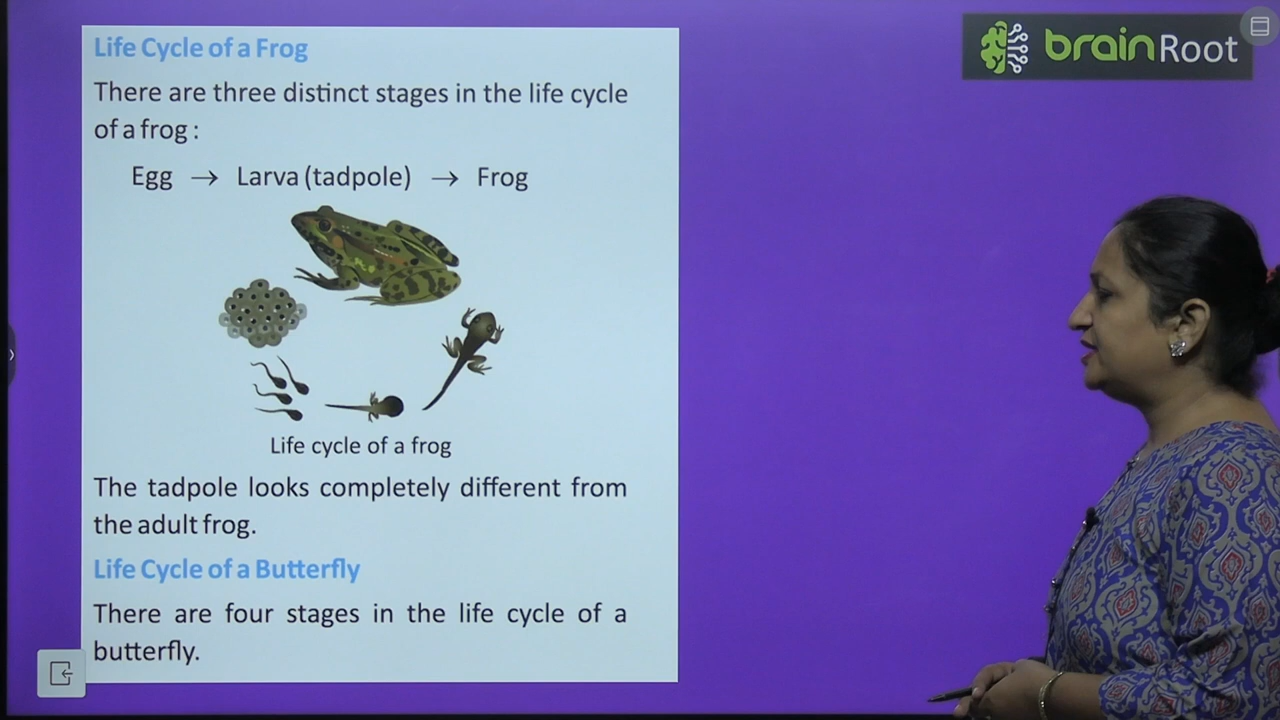 Life Cycle of a Frog
There are three distinct stages in the life cycle
of a frog :
Egg → Larva (tadpole) → Frog
Life cycle of a frog
The tadpole looks completely different from
the adult frog.
Life Cycle of a Butterfly
There are four stages in the life cycle of a
butterfly.
brainRoot